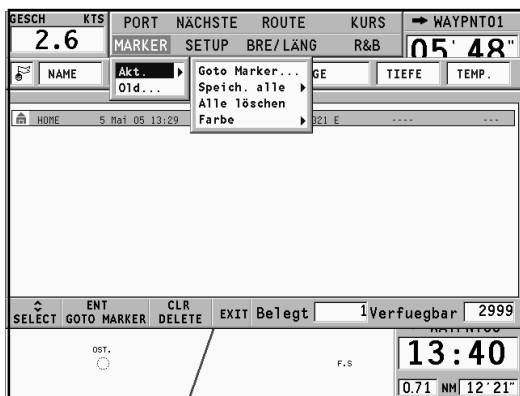 GESCH KTS PORT NÄCHSTE ROUTE KURS ➡ WAYPNT01
2.6 MARKER SETUP BRE/LÄNG R&B 05' 48"
NAME Akt. Goto Marker... GE TIEFE TEMP.
Old... Speich. alle
Alle löschen
HOME 5 Mai 05 13:29 Farbe 321 E ---- ---
SELECT ENT GOTO MARKER CLR DELETE EXIT Belegt 1 Verfuegbar 2999
OST. F.S 13:40
0.71 NM 12'21"